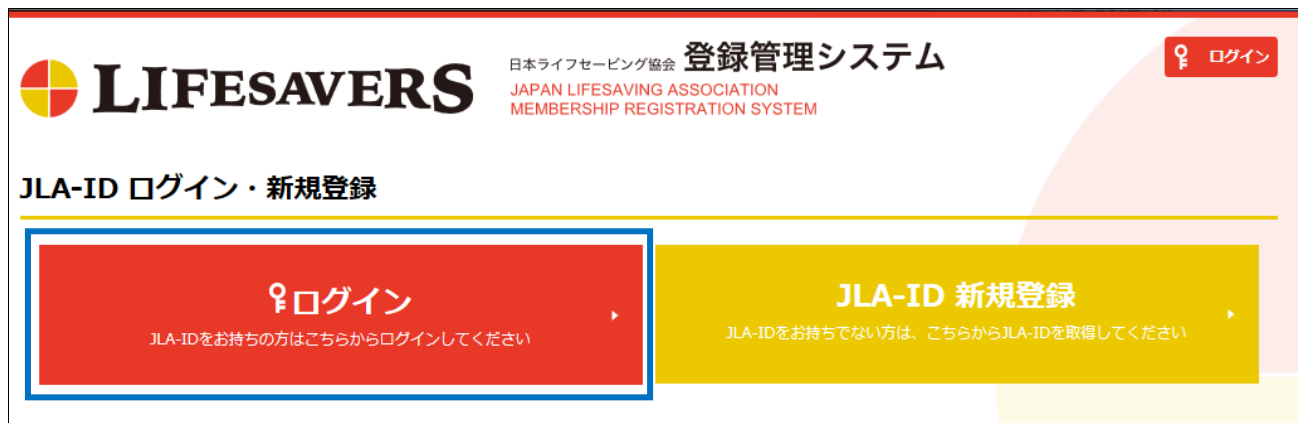 LIFESAVERS
日本ライフセービング協会 登録管理システム
JAPAN LIFESAVING ASSOCIATION
MEMBERSHIP REGISTRATION SYSTEM
ログイン
JLA-ID ログイン・新規登録
ログイン
JLA-IDをお持ちの方はこちらからログインしてください
JLA-ID 新規登録
JLA-IDをお持ちでない方は、こちらからJLA-IDを取得してください